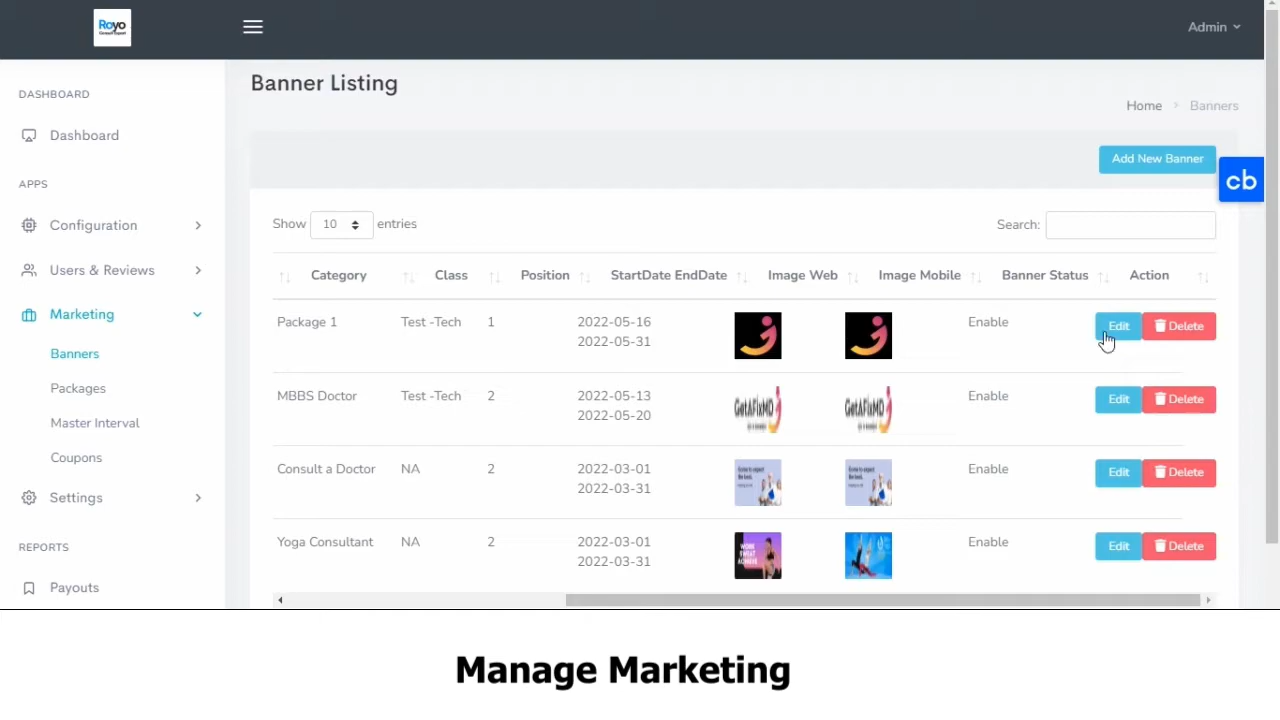 Royo
Admin
DASHBOARD
Dashboard
APPS
Configuration
Users & Reviews
Marketing
Banners
Packages
Master Interval
Coupons
Settings
REPORTS
Payouts
Banner Listing
Home > Banners
Add New Banner
cb
Show 10 entries
Search:
Category Class Position StartDate EndDate Image Web Image Mobile Banner Status Action
Package 1 Test -Tech 1 2022-05-16 Enable Edit Delete
2022-05-31
MBBS Doctor Test -Tech 2 2022-05-13 GetAFixMD GetAFixMD Enable Edit Delete
2022-05-20
Consult a Doctor NA 2 2022-03-01 Enable Edit Delete
2022-03-31
Yoga Consultant NA 2 2022-03-01 WORK SWEAT ACHIEVE Enable Edit Delete
2022-03-31
Manage Marketing